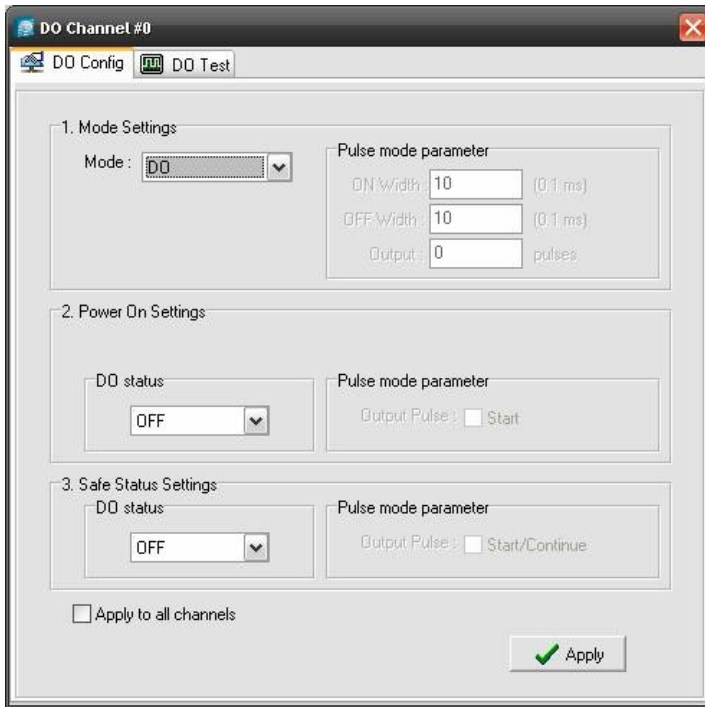 DO Channel #0
DO Config DO Test
1. Mode Settings
Mode : DO
Pulse mode parameter
ON Width : 10 (0.1 ms)
OFF Width : 10 (0.1 ms)
Output : 0 pulses
2. Power On Settings
DO status
OFF
Pulse mode parameter
Output Pulse : Start
3. Safe Status Settings
DO status
OFF
Pulse mode parameter
Output Pulse : Start/Continue
Apply to all channels
Apply